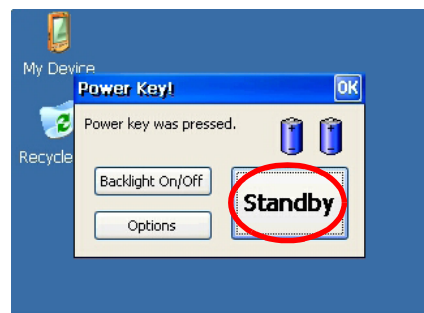 My Device
Power Key!
OK
Power key was pressed.
Recycle
Backlight On/Off
Standby
Options